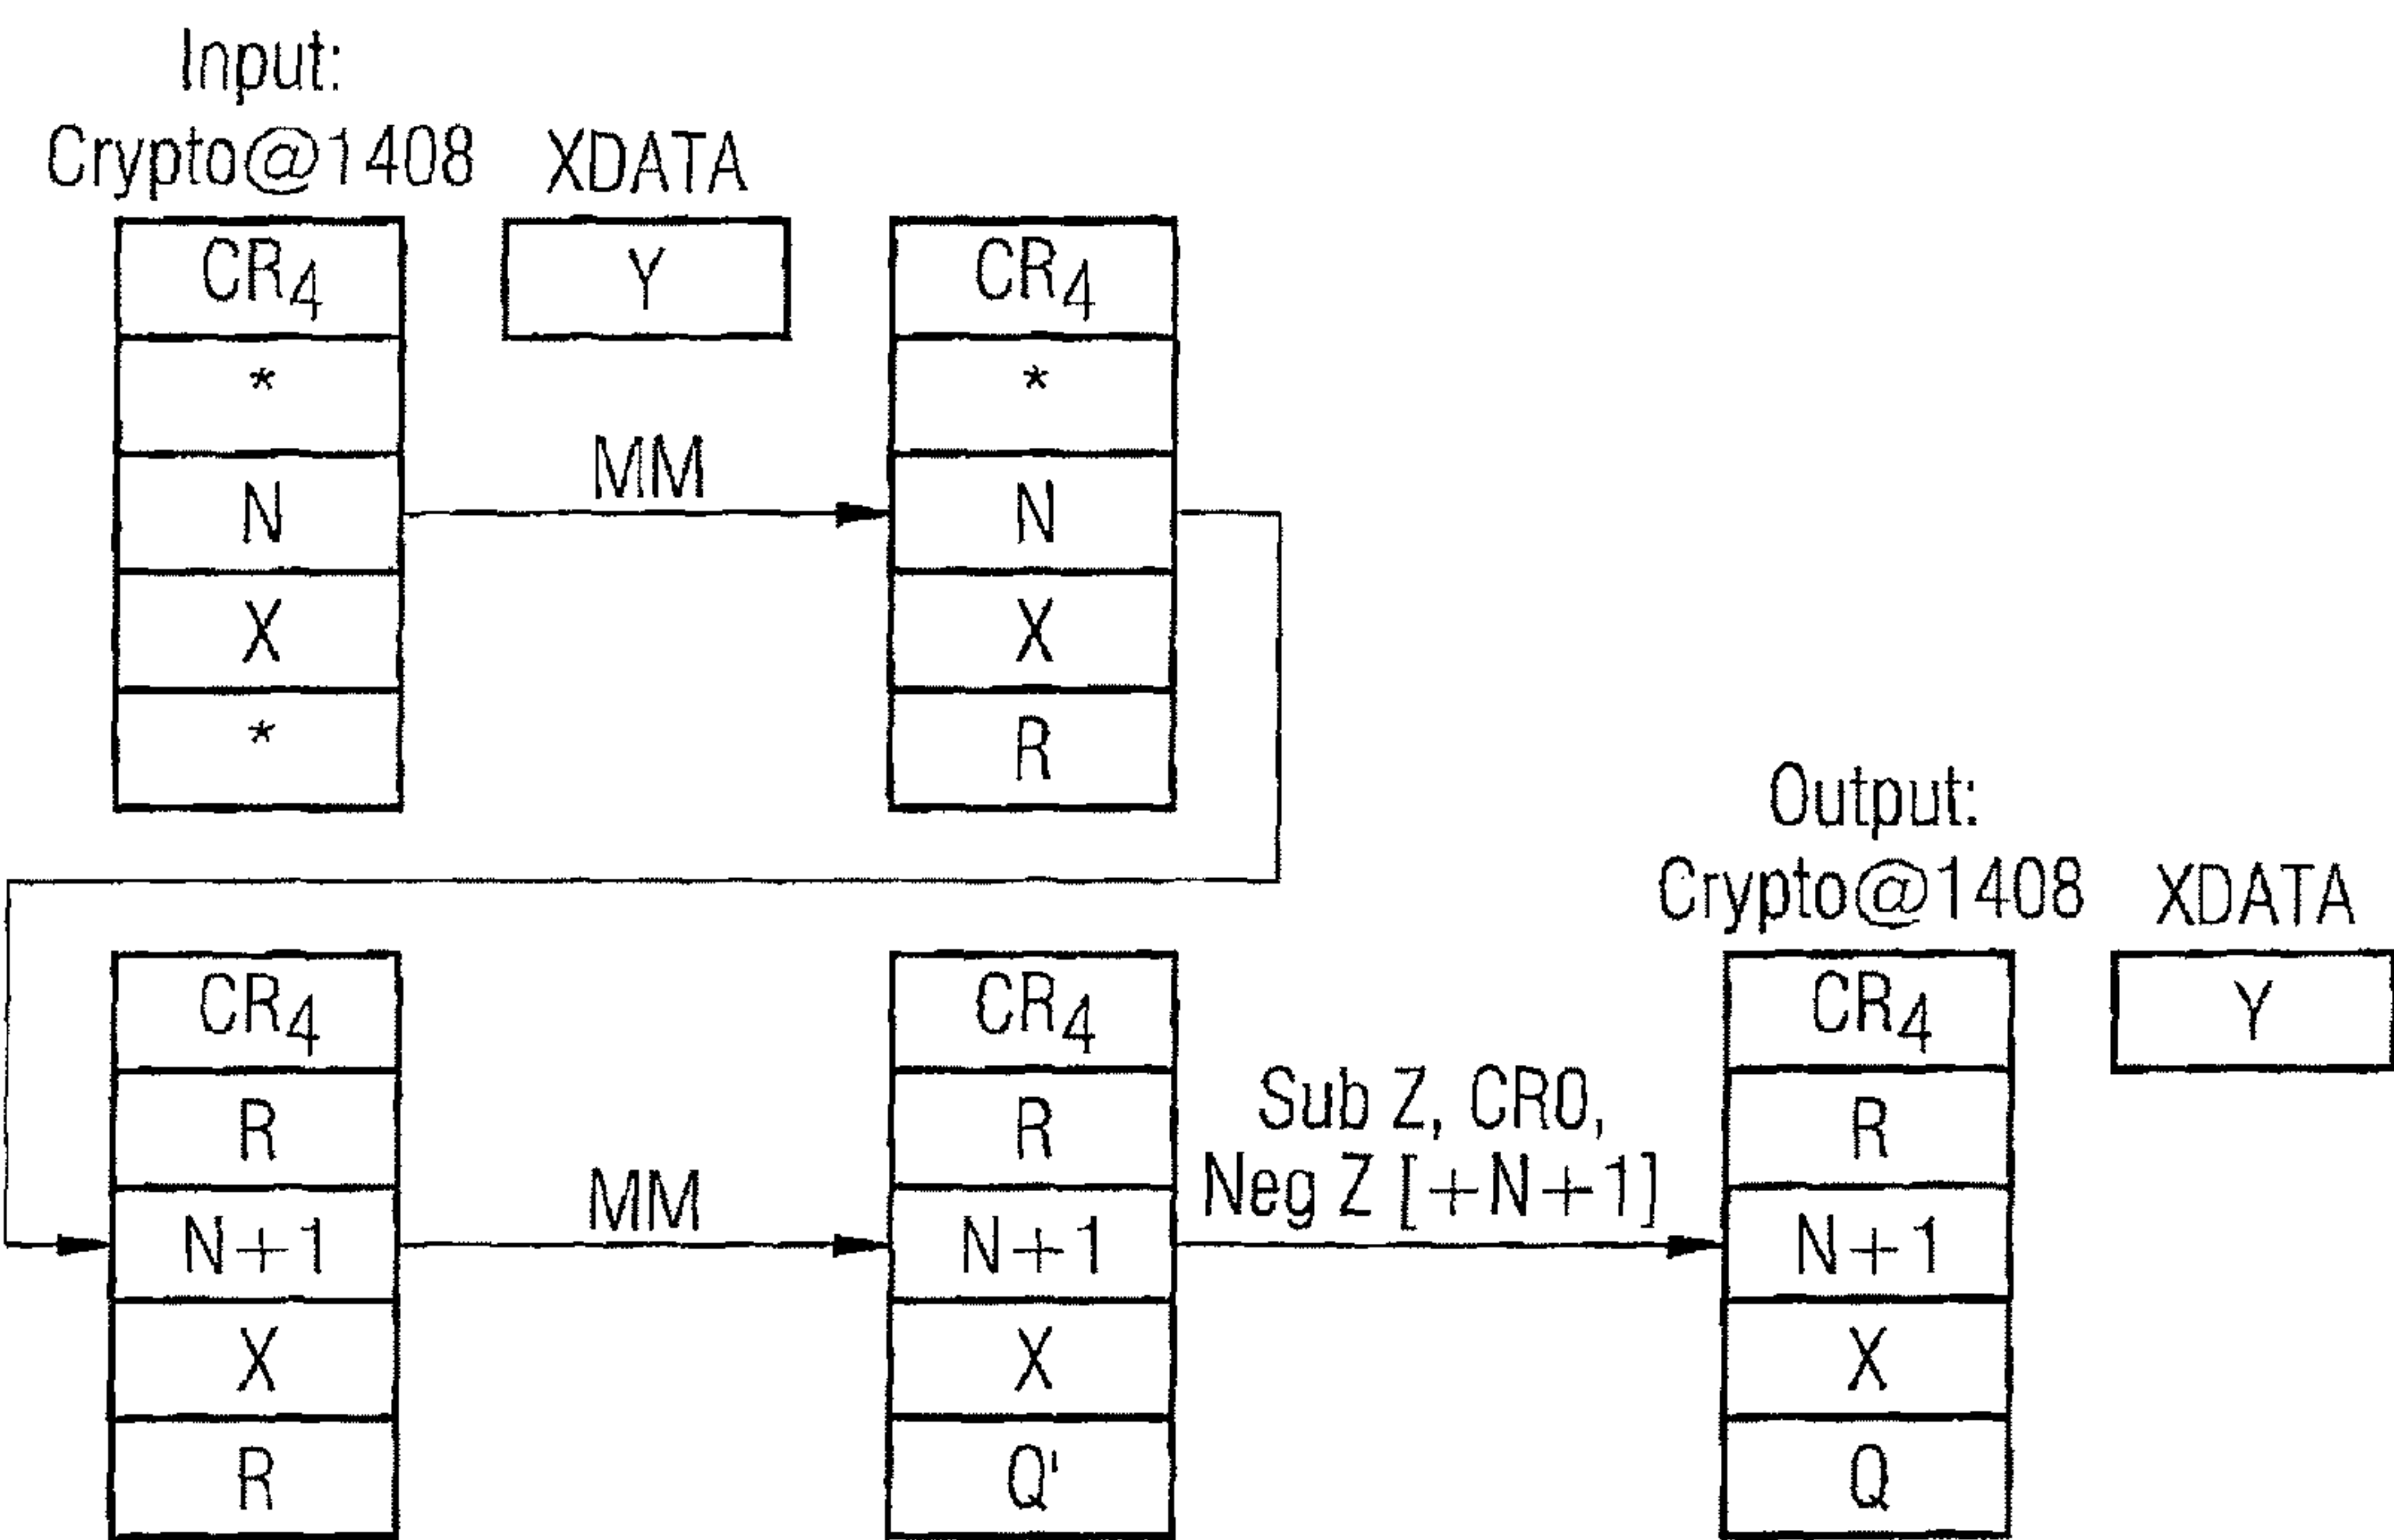 Input:
Crypto@1408 XDATA
CR4 Y CR4
* *
MM
N N
X X
* R
Output:
Crypto@1408 XDATA
CR4 CR4 CR4 Y
Sub Z, CR0,
R R R
MM Neg Z [+N+1]
N+1 N+1 N+1
X X X
R Q' Q